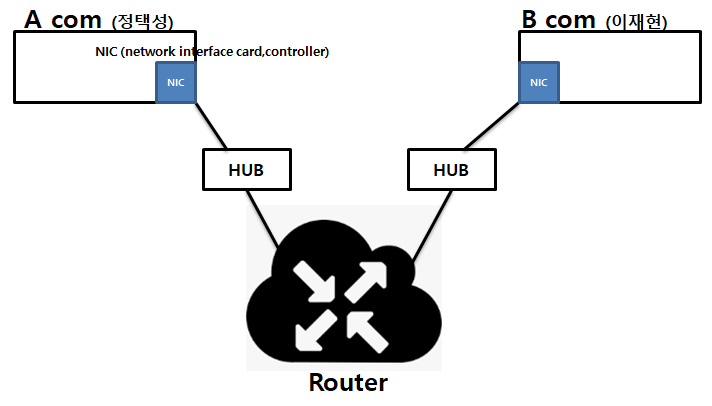 A com (정택성)
B com (이재현)
NIC (network interface card,controller)
NIC
NIC
HUB
HUB
Router